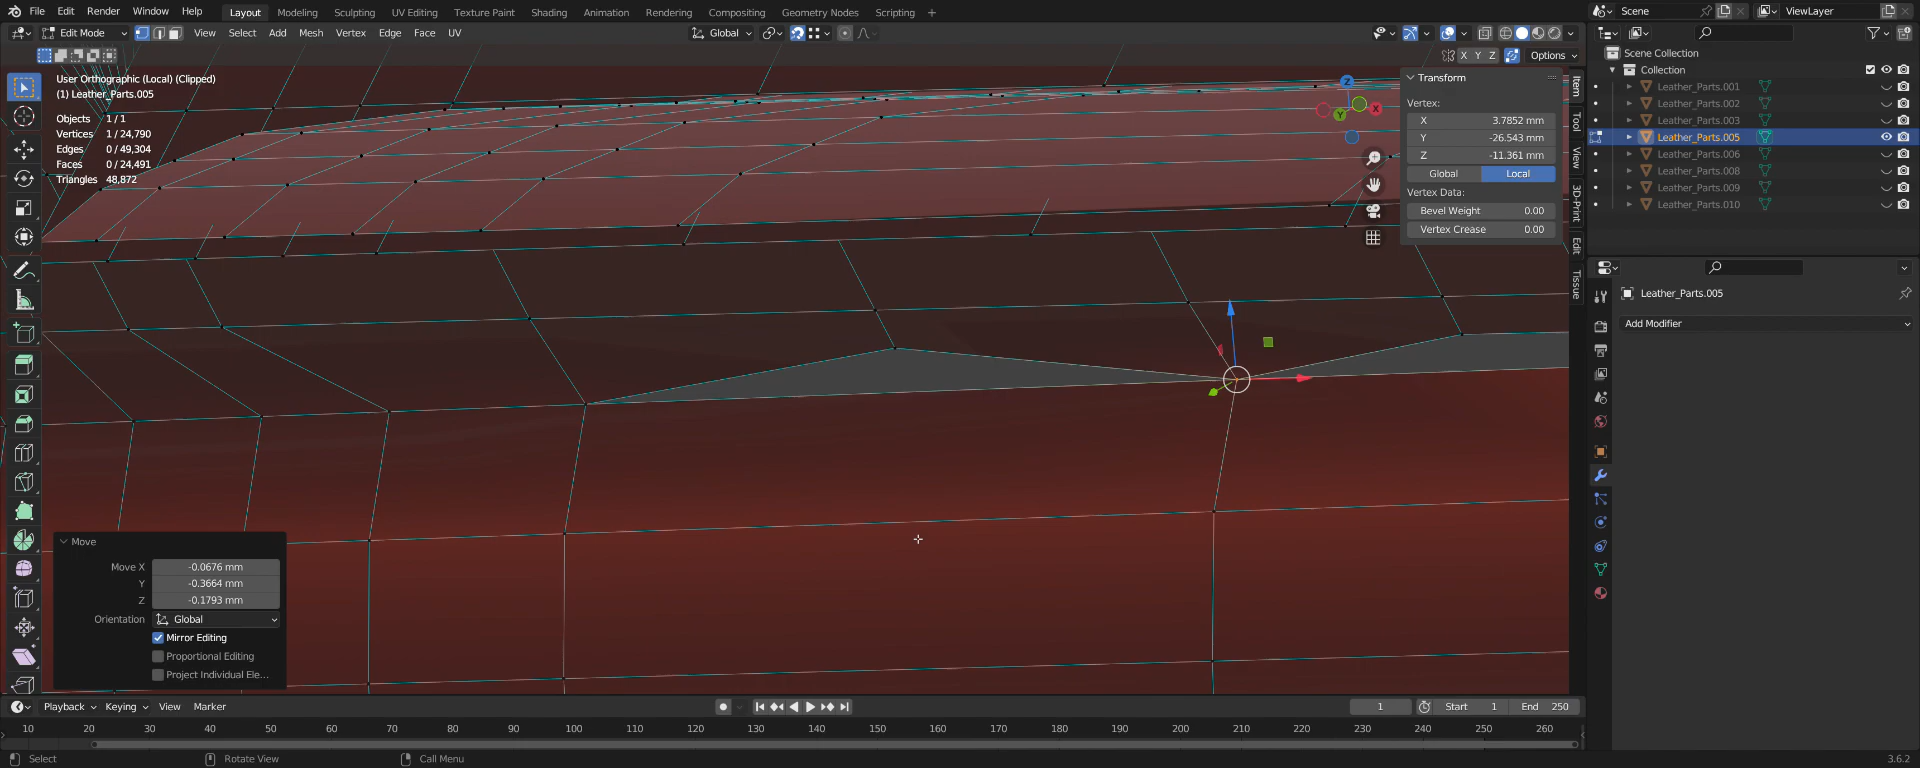 File Edit Render Window Help Layout Modeling Sculpting UV Editing Texture Paint Shading Animation Rendering Compositing Geometry Nodes Scripting + Scene ViewLayer
Edit Mode View Select Add Mesh Vertex Edge Face UV Global
X Y Z Options
User Orthographic (Local) (Clipped)
(1) Leather_Parts.005
Objects 1 / 1
Vertices 1 / 24,790
Edges 0 / 49,304
Faces 0 / 24,491
Triangles 48,872
Z
X
Y
Transform
Vertex:
X 3.7852 mm
Y -26.543 mm
Z -11.361 mm
Global Local
Vertex Data:
Bevel Weight 0.00
Vertex Crease 0.00
Item
Tool
View
3D-Print
Edit
Tissue
Scene Collection
Collection
Leather_Parts.001
Leather_Parts.002
Leather_Parts.003
Leather_Parts.005
Leather_Parts.006
Leather_Parts.008
Leather_Parts.009
Leather_Parts.010
Leather_Parts.005
Add Modifier
Move
Move X -0.0676 mm
Y -0.3664 mm
Z -0.1793 mm
Orientation Global
Mirror Editing
Proportional Editing
Project Individual Ele...
Playback Keying View Marker 1 Start 1 End 250
10 20 30 40 50 60 70 80 90 100 110 120 130 140 150 160 170 180 190 200 210 220 230 240 250 260
Select Rotate View Call Menu 3.6.2